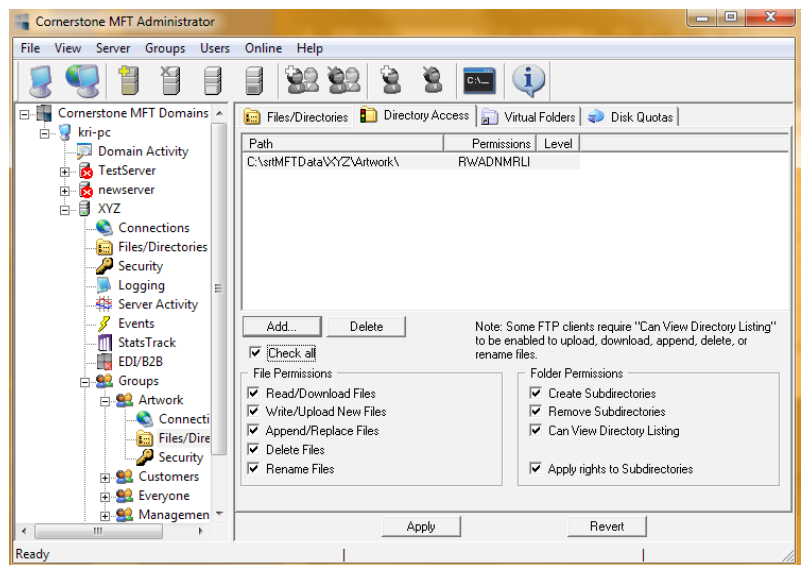 Cornerstone MFT Administrator
File View Server Groups Users Online Help
C:\_
Cornerstone MFT Domains
kri-pc
Domain Activity
TestServer
newserver
XYZ
Connections
Files/Directories
Security
Logging
Server Activity
Events
StatsTrack
EDI/B2B
Groups
Artwork
Connecti
Files/Dire
Security
Customers
Everyone
Managemen
Files/Directories Directory Access Virtual Folders Disk Quotas
Path Permissions Level
C:\srtMFTData\XYZ\Artwork\ RWADNMRLI
Add... Delete
Note: Some FTP clients require "Can View Directory Listing"
to be enabled to upload, download, append, delete, or
rename files.
Check all
File Permissions
Read/Download Files
Write/Upload New Files
Append/Replace Files
Delete Files
Rename Files
Folder Permissions
Create Subdirectories
Remove Subdirectories
Can View Directory Listing
Apply rights to Subdirectories
Apply Revert
Ready